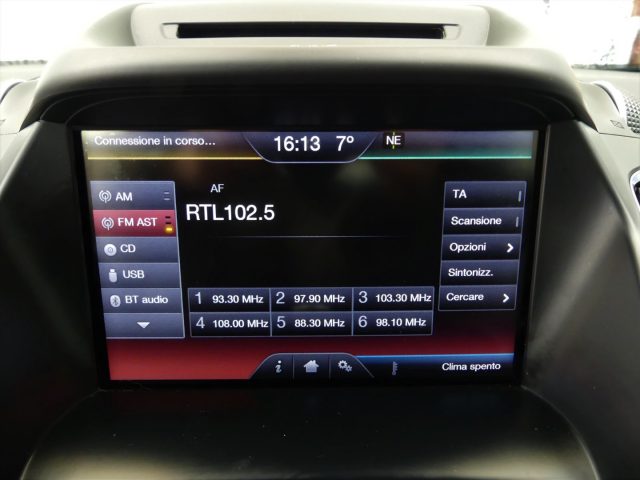 Connessione in corso... 16:13 7° NE
AM
FM AST
CD
USB
BT audio
AF
RTL102.5
1 93.30 MHz 2 97.90 MHz 3 103.30 MHz
4 108.00 MHz 5 88.30 MHz 6 98.10 MHz
TA
Scansione
Opzioni
Sintonizz.
Cercare
i
Clima spento